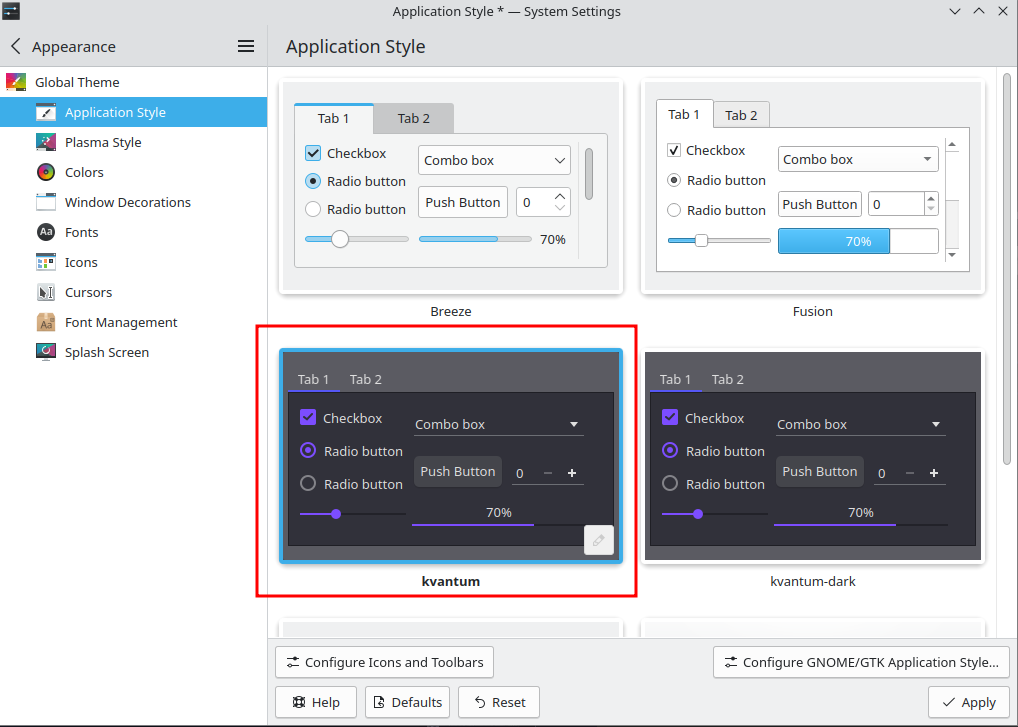 Application Style * — System Settings
Appearance
Application Style
Global Theme
Application Style
Plasma Style
Colors
Window Decorations
Aa
Fonts
Icons
Cursors
Aa
Font Management
Splash Screen
Tab 1
Tab 2
Checkbox
Combo box
Radio button
Push Button
0
Radio button
70%
Breeze
Tab 1
Tab 2
Checkbox
Combo box
Radio button
Push Button
0
Radio button
70%
Fusion
Tab 1
Tab 2
Checkbox
Combo box
Radio button
Push Button
0
Radio button
70%
kvantum
Tab 1
Tab 2
Checkbox
Combo box
Radio button
Push Button
0
Radio button
70%
kvantum-dark
Configure Icons and Toolbars
Configure GNOME/GTK Application Style...
Help
Defaults
Reset
Apply